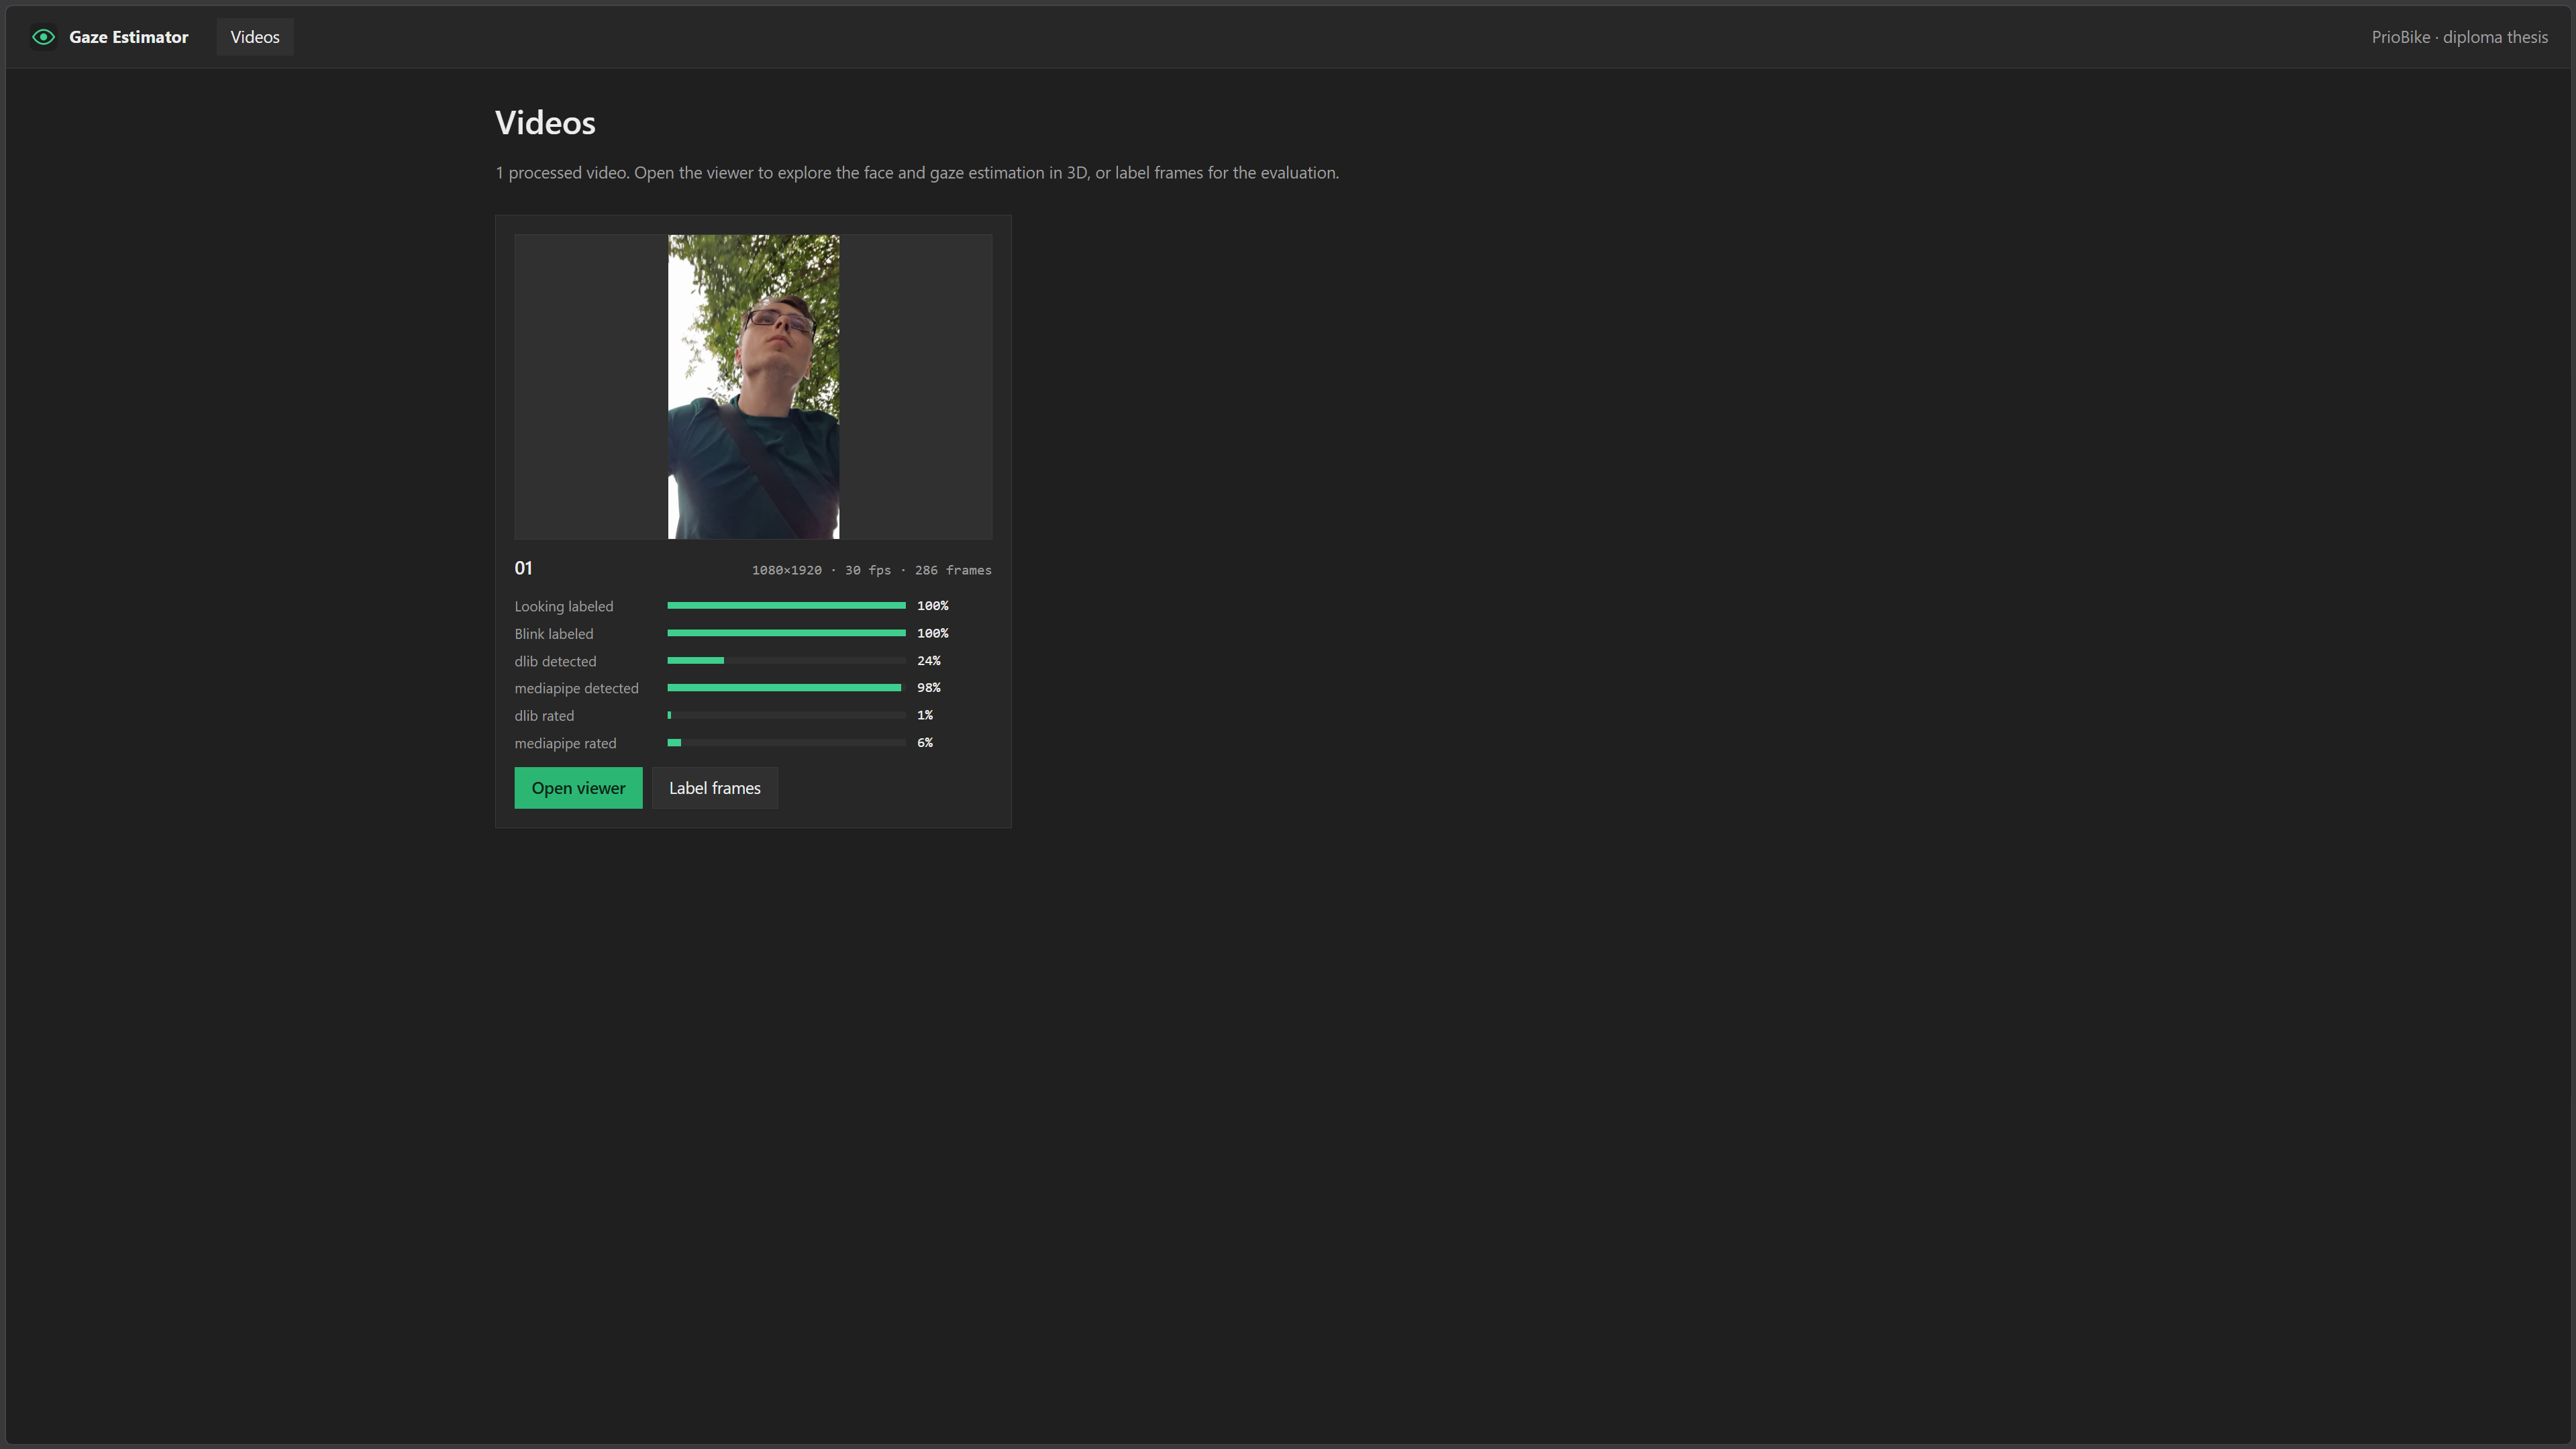 Gaze Estimator
Videos
PrioBike · diploma thesis
Videos
1 processed video. Open the viewer to explore the face and gaze estimation in 3D, or label frames for the evaluation.
01
1080×1920 · 30 fps · 286 frames
Looking labeled 100%
Blink labeled 100%
dlib detected 24%
mediapipe detected 98%
dlib rated 1%
mediapipe rated 6%
Open viewer
Label frames